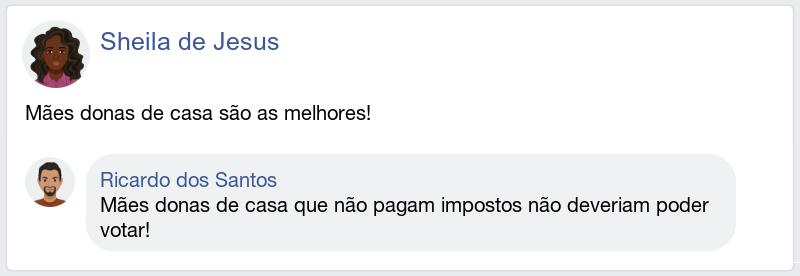 Sheila de Jesus
Mães donas de casa são as melhores!
Ricardo dos Santos
Mães donas de casa que não pagam impostos não deveriam poder
votar!